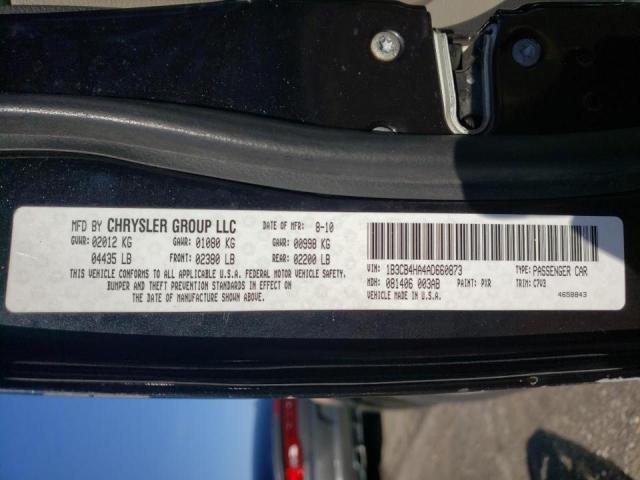 MFD BY CHRYSLER GROUP LLC DATE OF MFR: 8-10
GVWR: 02012 KG GAWR: 01080 KG GAWR: 00998 KG
04435 LB FRONT: 02380 LB REAR: 02200 LB
THIS VEHICLE CONFORMS TO ALL APPLICABLE U.S.A. FEDERAL MOTOR VEHICLE SAFETY,
BUMPER AND THEFT PREVENTION STANDARDS IN EFFECT ON
THE DATE OF MANUFACTURE SHOWN ABOVE.
VIN: 1B3CB4HA4AD660873 TYPE: PASSENGER CAR
MDH: 081406 003AB PAINT: PXR TRIM: C7V3
VEHICLE MADE IN U.S.A. 4658843